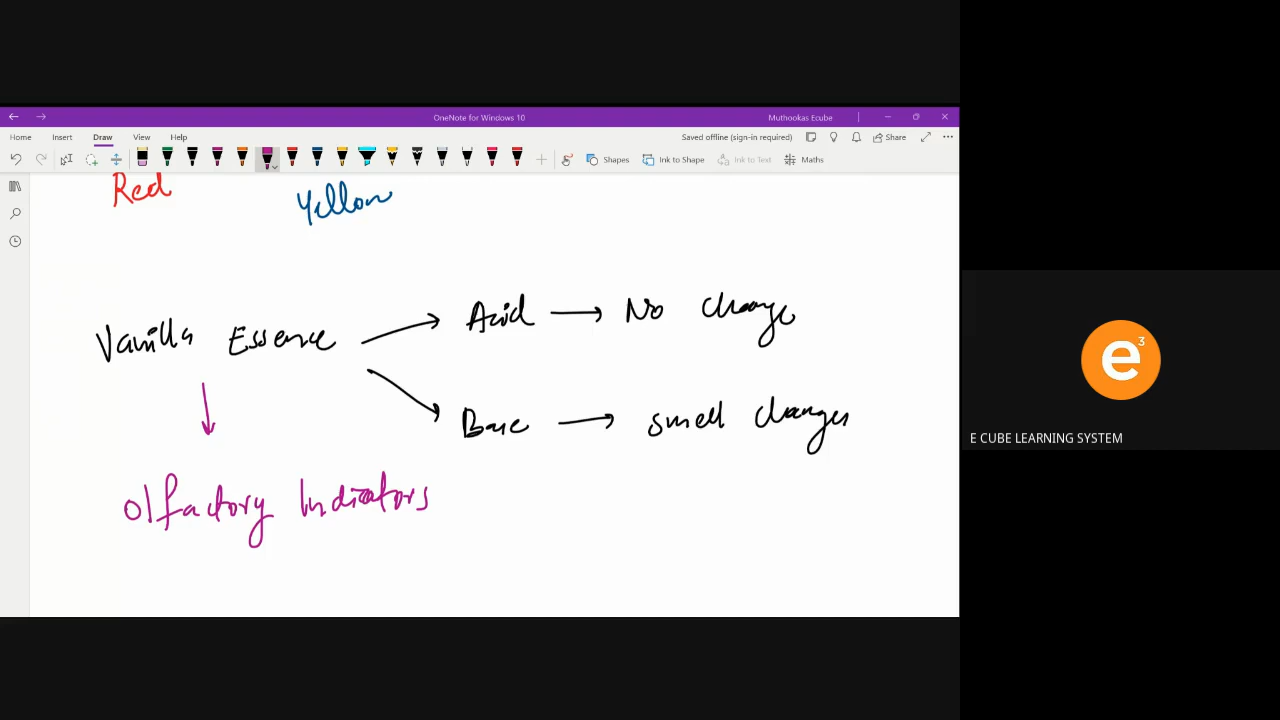 OneNote for Windows 10
Muthookas Ecube
Home Insert Draw View Help
Saved offline (sign-in required)
Share
Shapes
Ink to Shape
Ink to Text
Maths
Red
Yellow
Vanilla Essence
Acid → No change
Base → smell changes
Olfactory Indicators
e3
E CUBE LEARNING SYSTEM